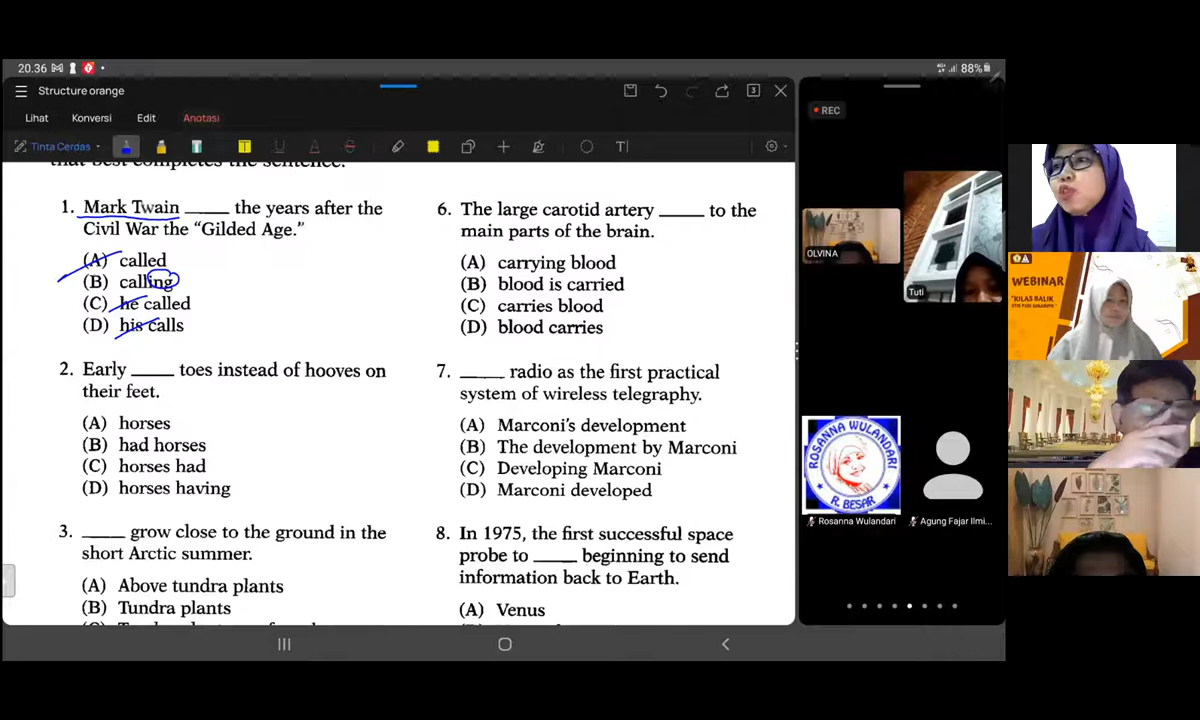 20.36
88%
Structure orange
3
Lihat Konversi Edit Anotasi
Tinta Cerdas
that best completes the sentence.
1. Mark Twain _____ the years after the
Civil War the “Gilded Age.”
(A) called
(B) calling
(C) he called
(D) his calls
2. Early _____ toes instead of hooves on
their feet.
(A) horses
(B) had horses
(C) horses had
(D) horses having
3. _____ grow close to the ground in the
short Arctic summer.
(A) Above tundra plants
(B) Tundra plants
6. The large carotid artery _____ to the
main parts of the brain.
(A) carrying blood
(B) blood is carried
(C) carries blood
(D) blood carries
7. _____ radio as the first practical
system of wireless telegraphy.
(A) Marconi’s development
(B) The development by Marconi
(C) Developing Marconi
(D) Marconi developed
8. In 1975, the first successful space
probe to _____ beginning to send
information back to Earth.
(A) Venus
REC
OLVINA
Tuti
ROSANNA WULANDARI
R. BESAR
Rosanna Wulandari
Agung Fajar Ilmi...
WEBINAR